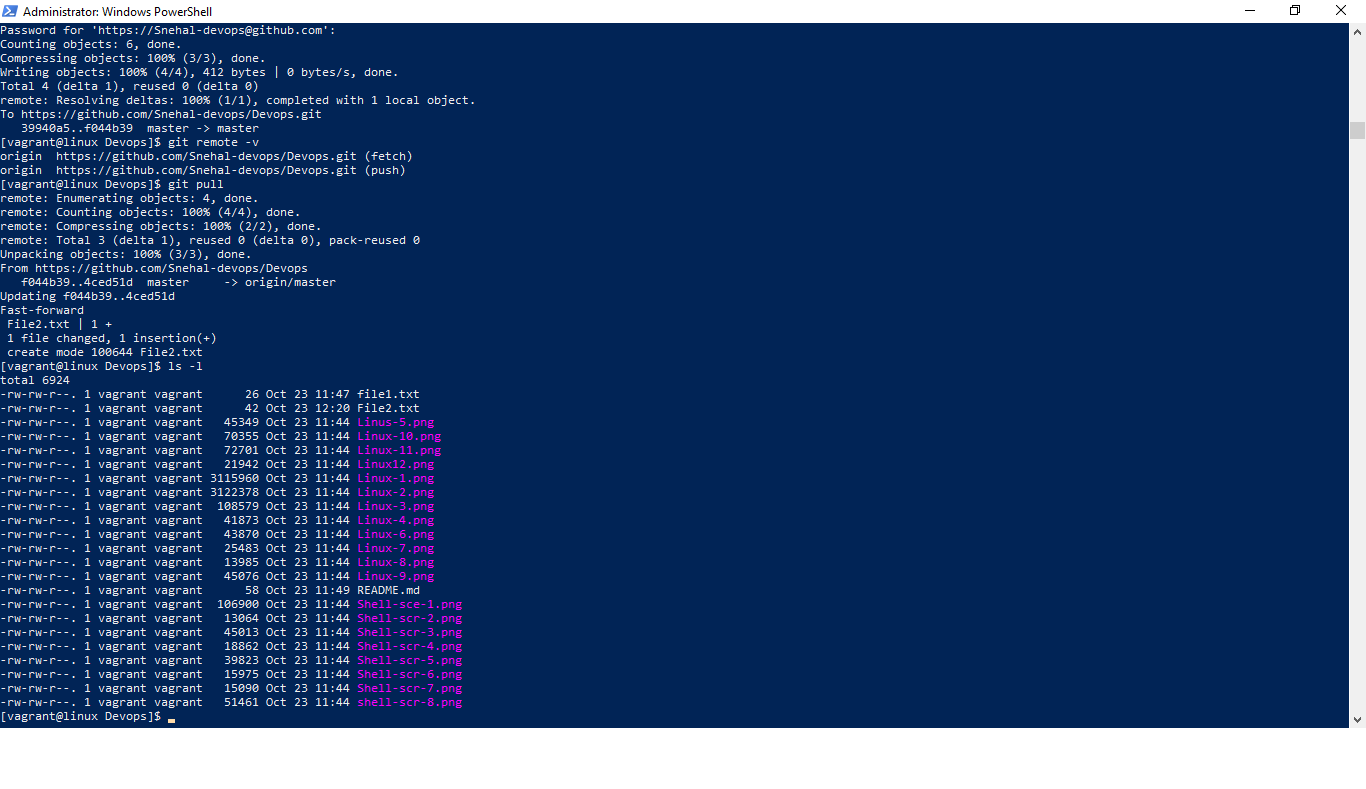 Administrator: Windows PowerShell
Password for 'https://Snehal-devops@github.com':
Counting objects: 6, done.
Compressing objects: 100% (3/3), done.
Writing objects: 100% (4/4), 412 bytes | 0 bytes/s, done.
Total 4 (delta 1), reused 0 (delta 0)
remote: Resolving deltas: 100% (1/1), completed with 1 local object.
To https://github.com/Snehal-devops/Devops.git
   39940a5..f044b39  master -> master
[vagrant@linux Devops]$ git remote -v
origin  https://github.com/Snehal-devops/Devops.git (fetch)
origin  https://github.com/Snehal-devops/Devops.git (push)
[vagrant@linux Devops]$ git pull
remote: Enumerating objects: 4, done.
remote: Counting objects: 100% (4/4), done.
remote: Compressing objects: 100% (2/2), done.
remote: Total 3 (delta 1), reused 0 (delta 0), pack-reused 0
Unpacking objects: 100% (3/3), done.
From https://github.com/Snehal-devops/Devops
   f044b39..4ced51d  master     -> origin/master
Updating f044b39..4ced51d
Fast-forward
 File2.txt | 1 +
 1 file changed, 1 insertion(+)
 create mode 100644 File2.txt
[vagrant@linux Devops]$ ls -l
total 6924
-rw-rw-r--. 1 vagrant vagrant      26 Oct 23 11:47 file1.txt
-rw-rw-r--. 1 vagrant vagrant      42 Oct 23 12:20 File2.txt
-rw-rw-r--. 1 vagrant vagrant   45349 Oct 23 11:44 Linus-5.png
-rw-rw-r--. 1 vagrant vagrant   70355 Oct 23 11:44 Linux-10.png
-rw-rw-r--. 1 vagrant vagrant   72701 Oct 23 11:44 Linux-11.png
-rw-rw-r--. 1 vagrant vagrant   21942 Oct 23 11:44 Linux12.png
-rw-rw-r--. 1 vagrant vagrant 3115960 Oct 23 11:44 Linux-1.png
-rw-rw-r--. 1 vagrant vagrant 3122378 Oct 23 11:44 Linux-2.png
-rw-rw-r--. 1 vagrant vagrant  108579 Oct 23 11:44 Linux-3.png
-rw-rw-r--. 1 vagrant vagrant   41873 Oct 23 11:44 Linux-4.png
-rw-rw-r--. 1 vagrant vagrant   43870 Oct 23 11:44 Linux-6.png
-rw-rw-r--. 1 vagrant vagrant   25483 Oct 23 11:44 Linux-7.png
-rw-rw-r--. 1 vagrant vagrant   13985 Oct 23 11:44 Linux-8.png
-rw-rw-r--. 1 vagrant vagrant   45076 Oct 23 11:44 Linux-9.png
-rw-rw-r--. 1 vagrant vagrant      58 Oct 23 11:49 README.md
-rw-rw-r--. 1 vagrant vagrant  106900 Oct 23 11:44 Shell-sce-1.png
-rw-rw-r--. 1 vagrant vagrant   13064 Oct 23 11:44 Shell-scr-2.png
-rw-rw-r--. 1 vagrant vagrant   45013 Oct 23 11:44 Shell-scr-3.png
-rw-rw-r--. 1 vagrant vagrant   18862 Oct 23 11:44 Shell-scr-4.png
-rw-rw-r--. 1 vagrant vagrant   39823 Oct 23 11:44 Shell-scr-5.png
-rw-rw-r--. 1 vagrant vagrant   15975 Oct 23 11:44 Shell-scr-6.png
-rw-rw-r--. 1 vagrant vagrant   15090 Oct 23 11:44 Shell-scr-7.png
-rw-rw-r--. 1 vagrant vagrant   51461 Oct 23 11:44 shell-scr-8.png
[vagrant@linux Devops]$